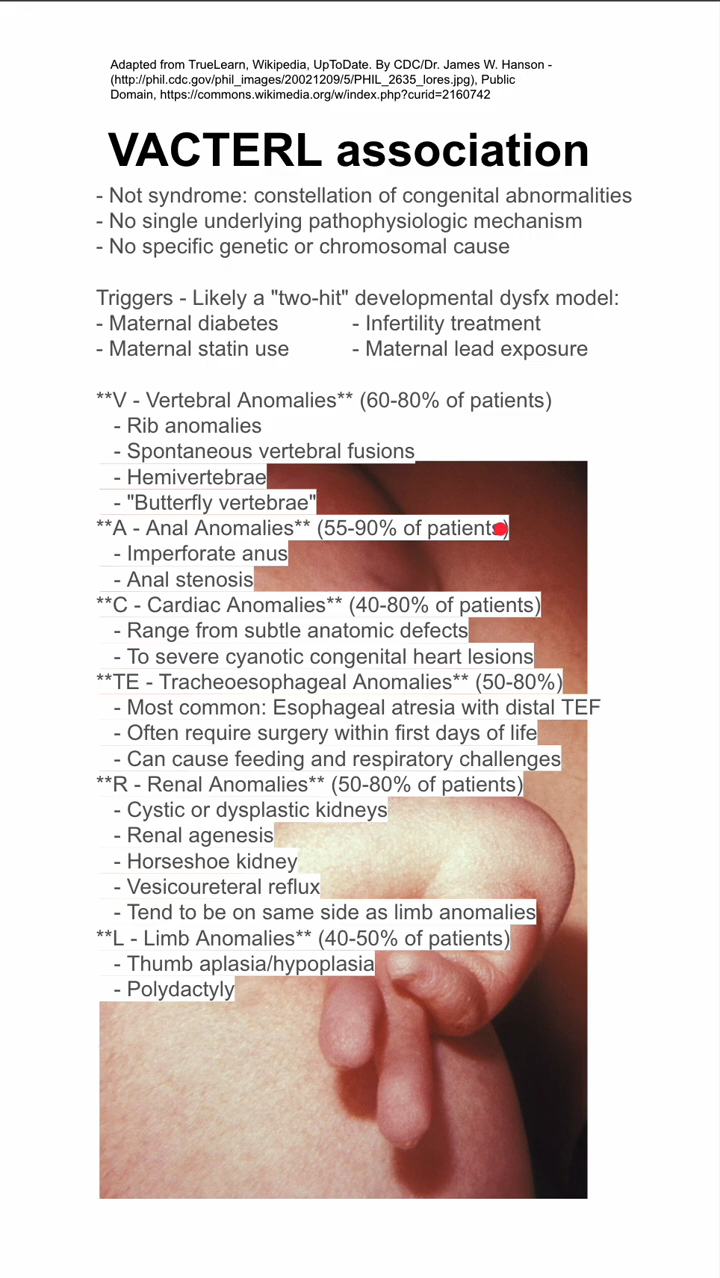 Adapted from TrueLearn, Wikipedia, UpToDate. By CDC/Dr. James W. Hanson -
(http://phil.cdc.gov/phil_images/20021209/5/PHIL_2635_lores.jpg), Public
Domain, https://commons.wikimedia.org/w/index.php?curid=2160742
VACTERL association
- Not syndrome: constellation of congenital abnormalities
- No single underlying pathophysiologic mechanism
- No specific genetic or chromosomal cause
Triggers - Likely a "two-hit" developmental dysfx model:
- Maternal diabetes - Infertility treatment
- Maternal statin use - Maternal lead exposure
**V - Vertebral Anomalies** (60-80% of patients)
- Rib anomalies
- Spontaneous vertebral fusions
- Hemivertebrae
- "Butterfly vertebrae"
**A - Anal Anomalies** (55-90% of patients)
- Imperforate anus
- Anal stenosis
**C - Cardiac Anomalies** (40-80% of patients)
- Range from subtle anatomic defects
- To severe cyanotic congenital heart lesions
**TE - Tracheoesophageal Anomalies** (50-80%)
- Most common: Esophageal atresia with distal TEF
- Often require surgery within first days of life
- Can cause feeding and respiratory challenges
**R - Renal Anomalies** (50-80% of patients)
- Cystic or dysplastic kidneys
- Renal agenesis
- Horseshoe kidney
- Vesicoureteral reflux
- Tend to be on same side as limb anomalies
**L - Limb Anomalies** (40-50% of patients)
- Thumb aplasia/hypoplasia
- Polydactyly